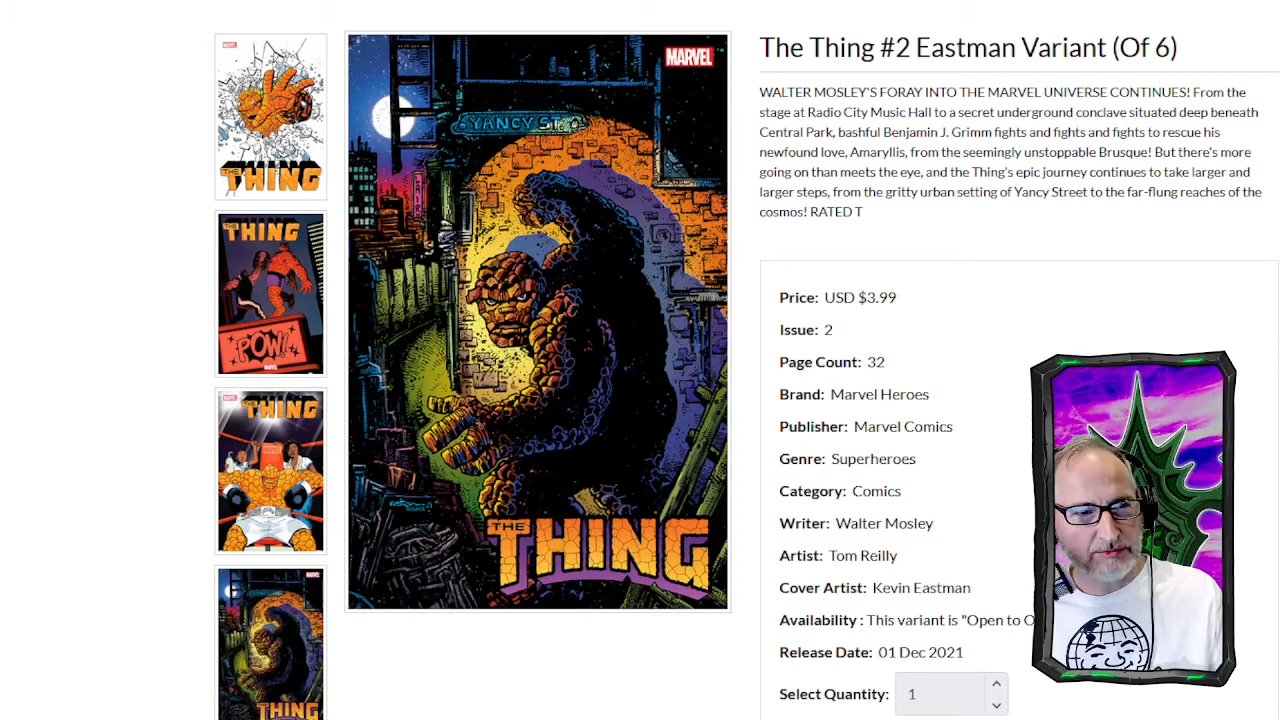 MARVEL
THE
THING
THE
THING
POW!
MARVEL
MARVEL
THE
THING
MARVEL
YANCY ST.
THING
MARVEL
YANCY ST.
THE
THING
The Thing #2 Eastman Variant (Of 6)
WALTER MOSLEY'S FORAY INTO THE MARVEL UNIVERSE CONTINUES! From the
stage at Radio City Music Hall to a secret underground conclave situated deep beneath
Central Park, bashful Benjamin J. Grimm fights and fights and fights to rescue his
newfound love, Amaryllis, from the seemingly unstoppable Brusque! But there's more
going on than meets the eye, and the Thing's epic journey continues to take larger and
larger steps, from the gritty urban setting of Yancy Street to the far-flung reaches of the
cosmos! RATED T
Price: USD $3.99
Issue: 2
Page Count: 32
Brand: Marvel Heroes
Publisher: Marvel Comics
Genre: Superheroes
Category: Comics
Writer: Walter Mosley
Artist: Tom Reilly
Cover Artist: Kevin Eastman
Availability : This variant is "Open to O
Release Date: 01 Dec 2021
Select Quantity: 1